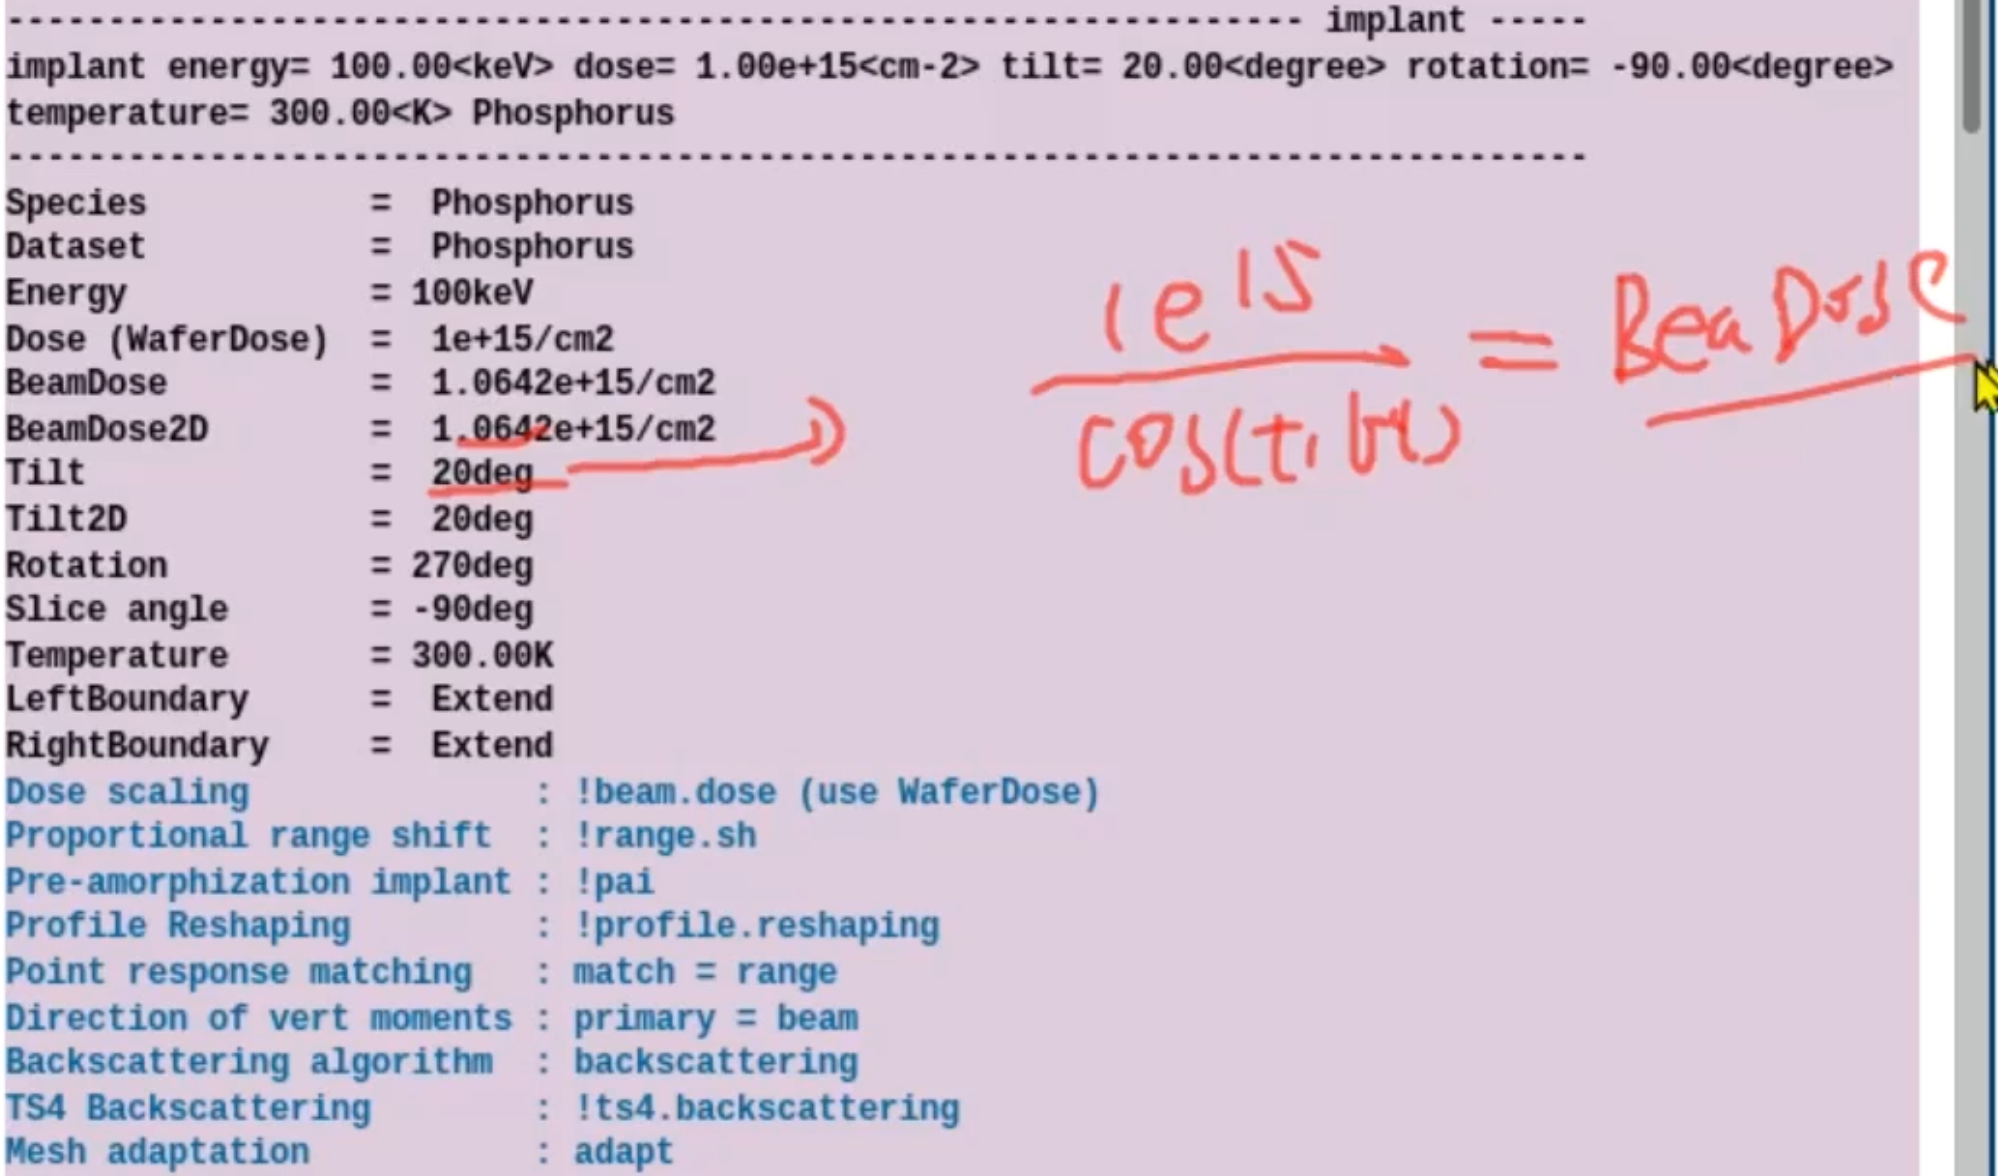 ------------------------------------------------------------------ implant -----
implant energy= 100.00<keV> dose= 1.00e+15<cm-2> tilt= 20.00<degree> rotation= -90.00<degree>
temperature= 300.00<K> Phosphorus
--------------------------------------------------------------------------------
Species = Phosphorus
Dataset = Phosphorus
Energy = 100keV
Dose (WaferDose) = 1e+15/cm2
BeamDose = 1.0642e+15/cm2
BeamDose2D = 1.0642e+15/cm2
Tilt = 20deg
Tilt2D = 20deg
Rotation = 270deg
Slice angle = -90deg
Temperature = 300.00K
LeftBoundary = Extend
RightBoundary = Extend
Dose scaling : !beam.dose (use WaferDose)
Proportional range shift : !range.sh
Pre-amorphization implant : !pai
Profile Reshaping : !profile.reshaping
Point response matching : match = range
Direction of vert moments : primary = beam
Backscattering algorithm : backscattering
TS4 Backscattering : !ts4.backscattering
Mesh adaptation : adapt
1e15
= BeaDose